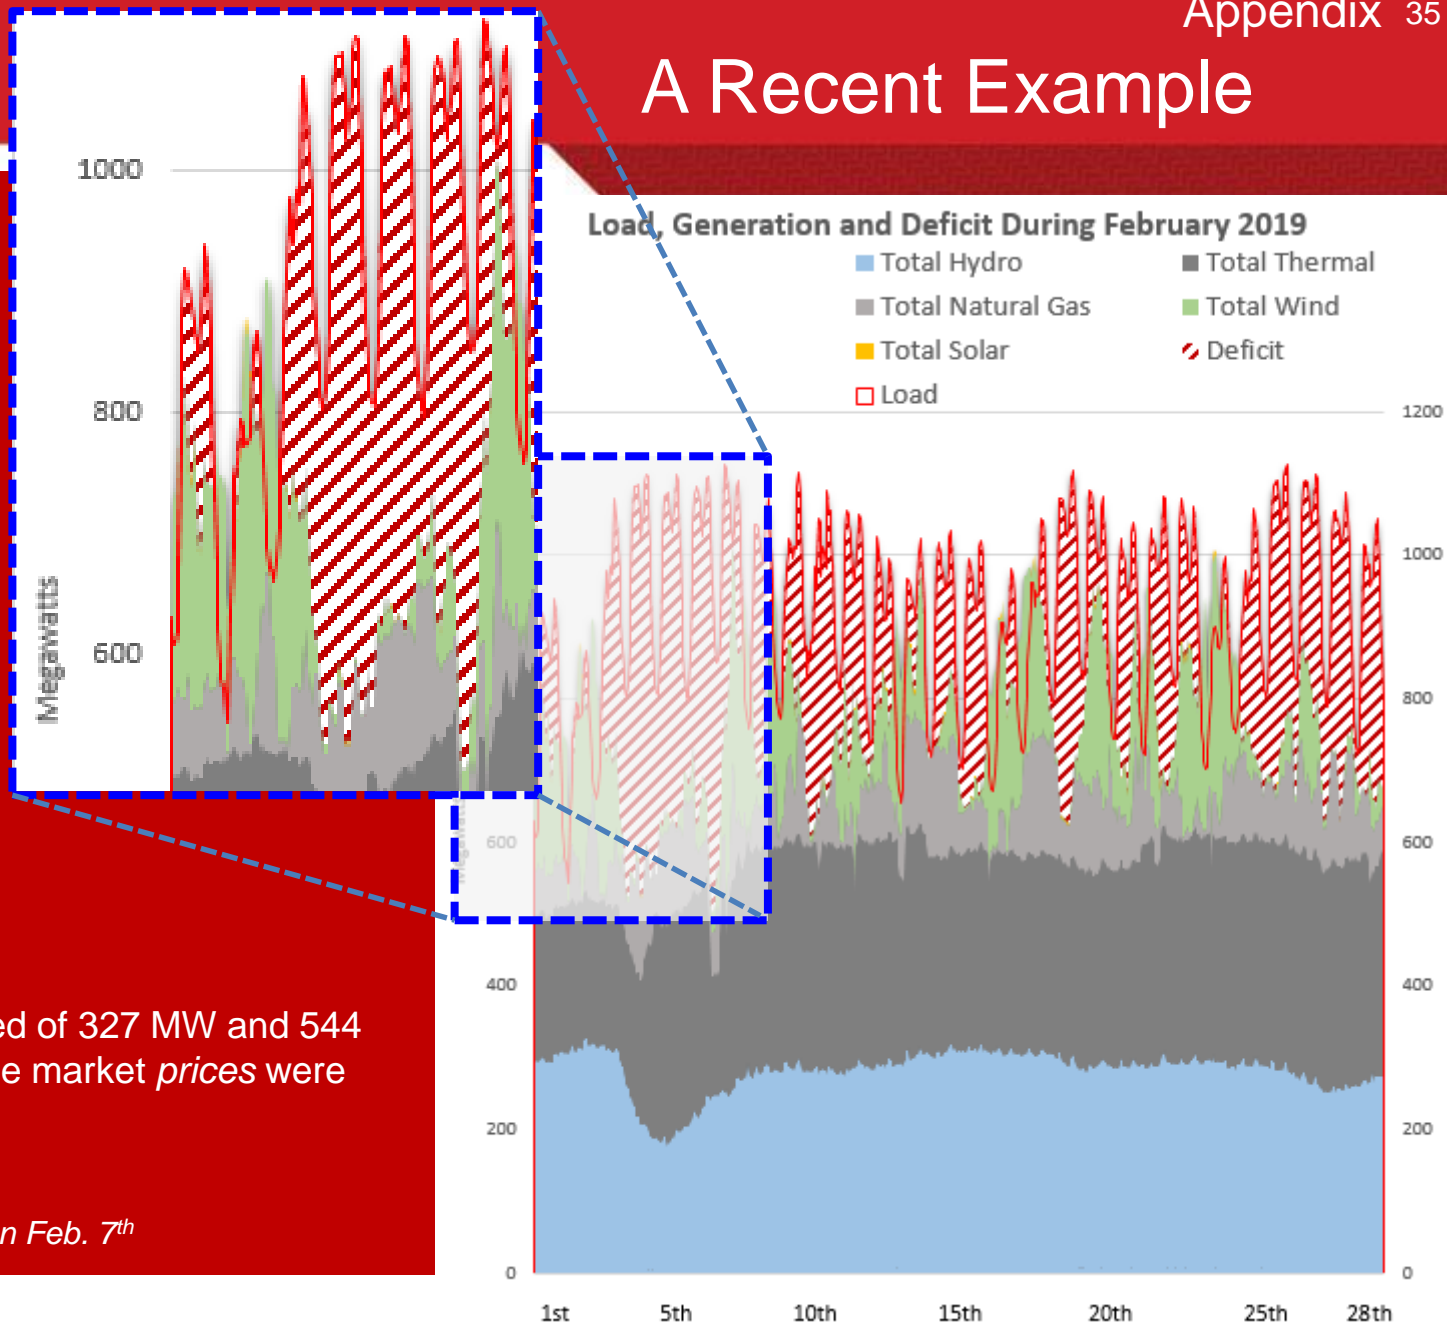 Appendix 35
A Recent Example
1000
800
600
Megawatts
Load, Generation and Deficit During February 2019
Total Hydro
Total Thermal
Total Natural Gas
Total Wind
Total Solar
Deficit
Load
1200
1000
800
600
600
400
400
200
200
0
0
1st 5th 10th 15th 20th 25th 28th
ed of 327 MW and 544
e market prices were
n Feb. 7th